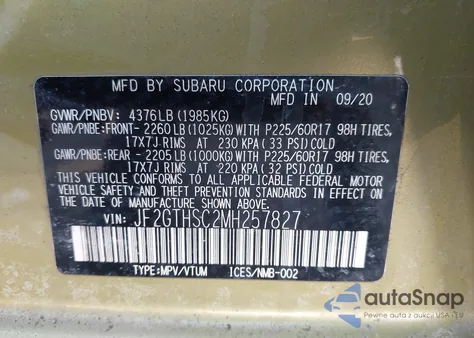 MFD BY SUBARU CORPORATION
09/20
GVWR/PNBV: 4376LB (1985KG)
GAWR/PNBE:FRONT- 2260LB (1025KG)WITH P225/60R17 98H TIRES,
17X7J RIMS AT 230 KPA (33 PSI) COLD
GAWR/PNBE:REAR - 2205LB (1000KG)WITH P225/60R17 98H TIRES,
17X7J RIMS AT 220 KPA (32 PSI) COLD
THIS VEHICLE CONFORMS TO ALL APPLICABLE FEDERAL MOTOR
VEHICLE SAFETY AND THEFT PREVENTION STANDARDS IN EFFECT
ON THE DATE OF MANUFACTURE SHOWN ABOVE.
VIN: JF2GTHSC2MH257827
TYPE:MPV/VTUM ICES/NMB-002
autoSnap
Pewne auta z USA i EU